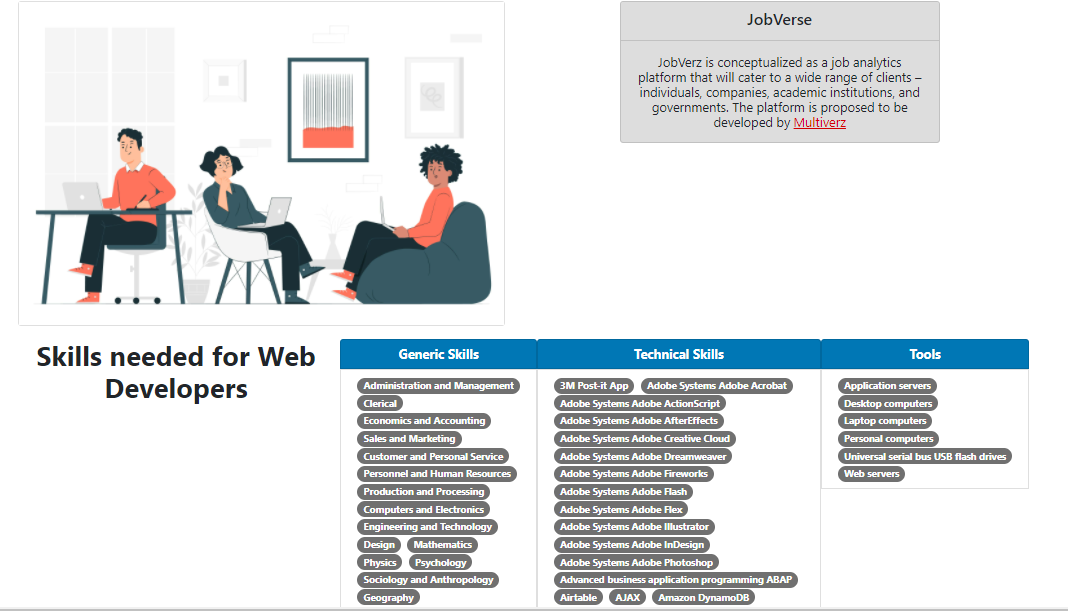 JobVerse
JobVerz is conceptualized as a job analytics
platform that will cater to a wide range of clients –
individuals, companies, academic institutions, and
governments. The platform is proposed to be
developed by Multiverz
Skills needed for Web
Developers
Generic Skills
Administration and Management
Clerical
Economics and Accounting
Sales and Marketing
Customer and Personal Service
Personnel and Human Resources
Production and Processing
Computers and Electronics
Engineering and Technology
Design Mathematics
Physics Psychology
Sociology and Anthropology
Geography
Technical Skills
3M Post-it App Adobe Systems Adobe Acrobat
Adobe Systems Adobe ActionScript
Adobe Systems Adobe AfterEffects
Adobe Systems Adobe Creative Cloud
Adobe Systems Adobe Dreamweaver
Adobe Systems Adobe Fireworks
Adobe Systems Adobe Flash
Adobe Systems Adobe Flex
Adobe Systems Adobe Illustrator
Adobe Systems Adobe InDesign
Adobe Systems Adobe Photoshop
Advanced business application programming ABAP
Airtable AJAX Amazon DynamoDB
Tools
Application servers
Desktop computers
Laptop computers
Personal computers
Universal serial bus USB flash drives
Web servers